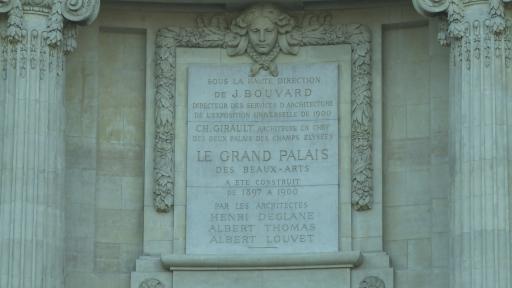 SOUS LA HAUTE DIRECTION
DE J. BOUVARD
DIRECTEUR DES SERVICES D'ARCHITECTURE
DE L'EXPOSITION UNIVERSELLE DE 1900
CH. GIRAULT, ARCHITECTE EN CHEF
DES DEUX PALAIS DES CHAMPS ELYSÉES
LE GRAND PALAIS
DES BEAUX-ARTS
A ÉTÉ CONSTRUIT
DE 1897 A 1900
PAR LES ARCHITECTES
HENRI DEGLANE
ALBERT THOMAS
ALBERT LOUVET